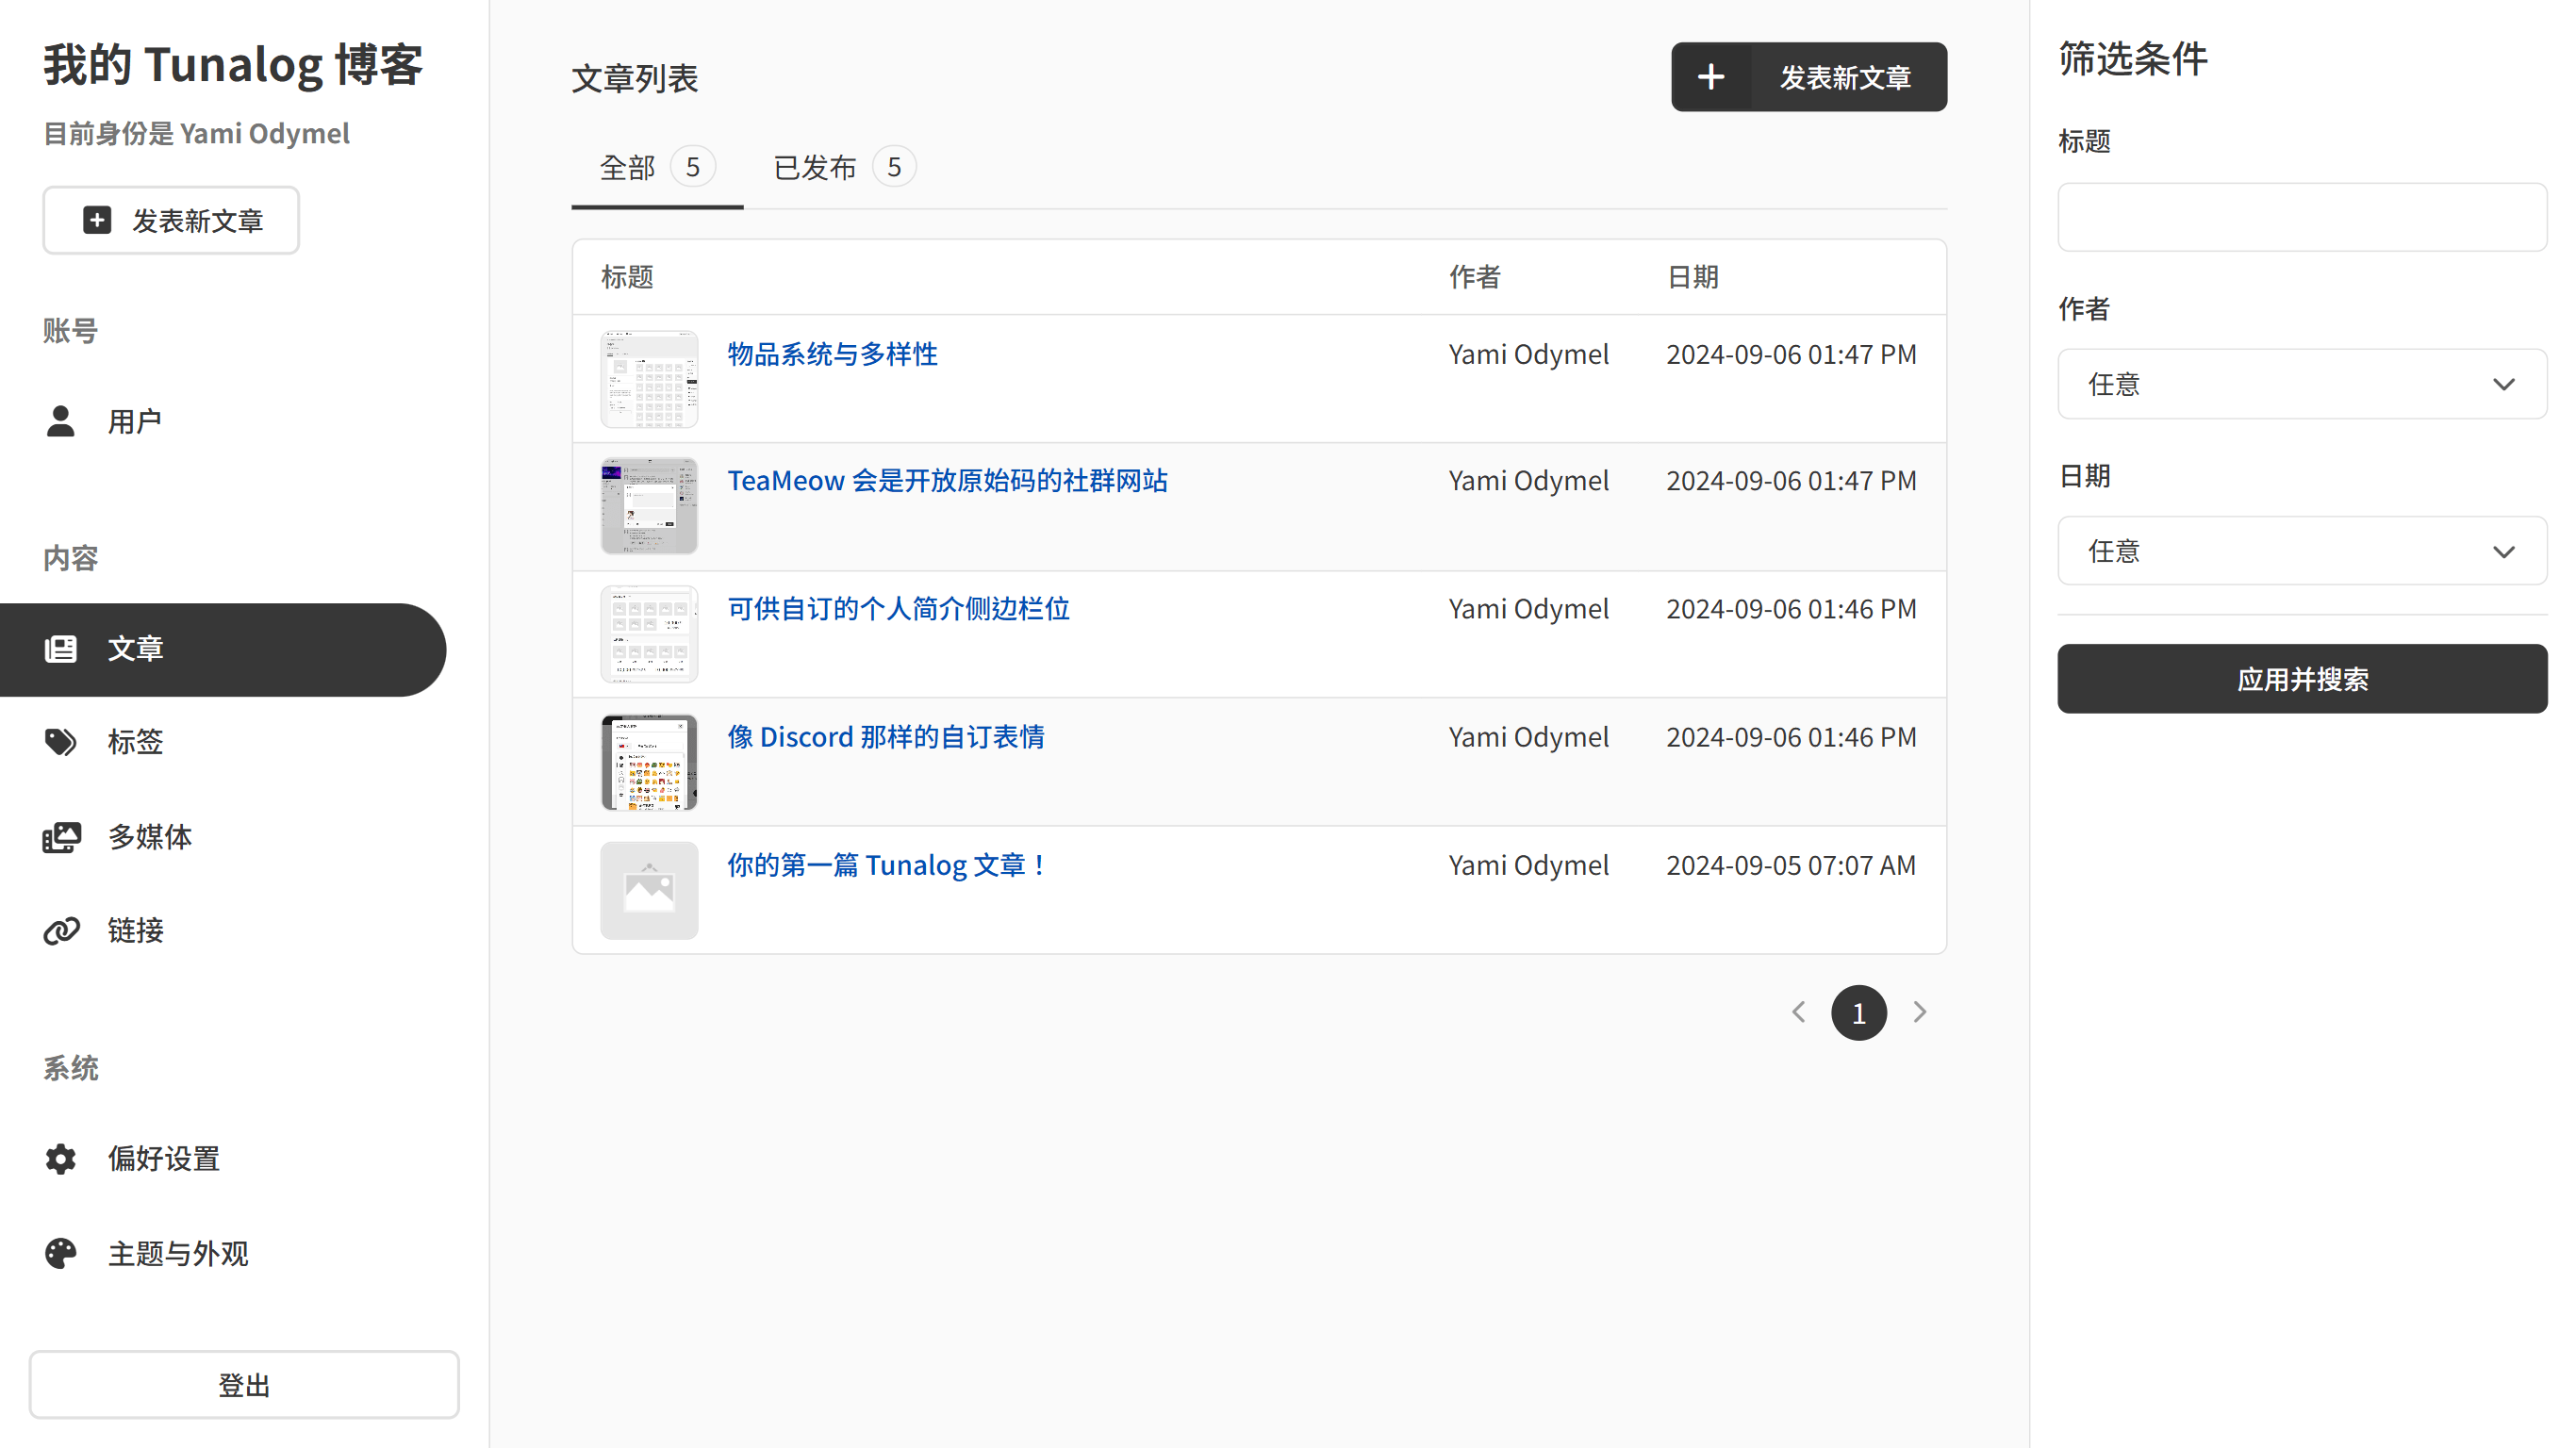 我的 Tunalog 博客
目前身份是 Yami Odymel
发表新文章
账号
用户
内容
文章
标签
多媒体
链接
系统
偏好设置
主题与外观
登出
文章列表
发表新文章
全部 5 已发布 5
标题 作者 日期
物品系统与多样性 Yami Odymel 2024-09-06 01:47 PM
TeaMeow 会是开放原始码的社群网站 Yami Odymel 2024-09-06 01:47 PM
可供自订的个人简介侧边栏位 Yami Odymel 2024-09-06 01:46 PM
像 Discord 那样的自订表情 Yami Odymel 2024-09-06 01:46 PM
你的第一篇 Tunalog 文章！ Yami Odymel 2024-09-05 07:07 AM
1
筛选条件
标题
作者
任意
日期
任意
应用并搜索